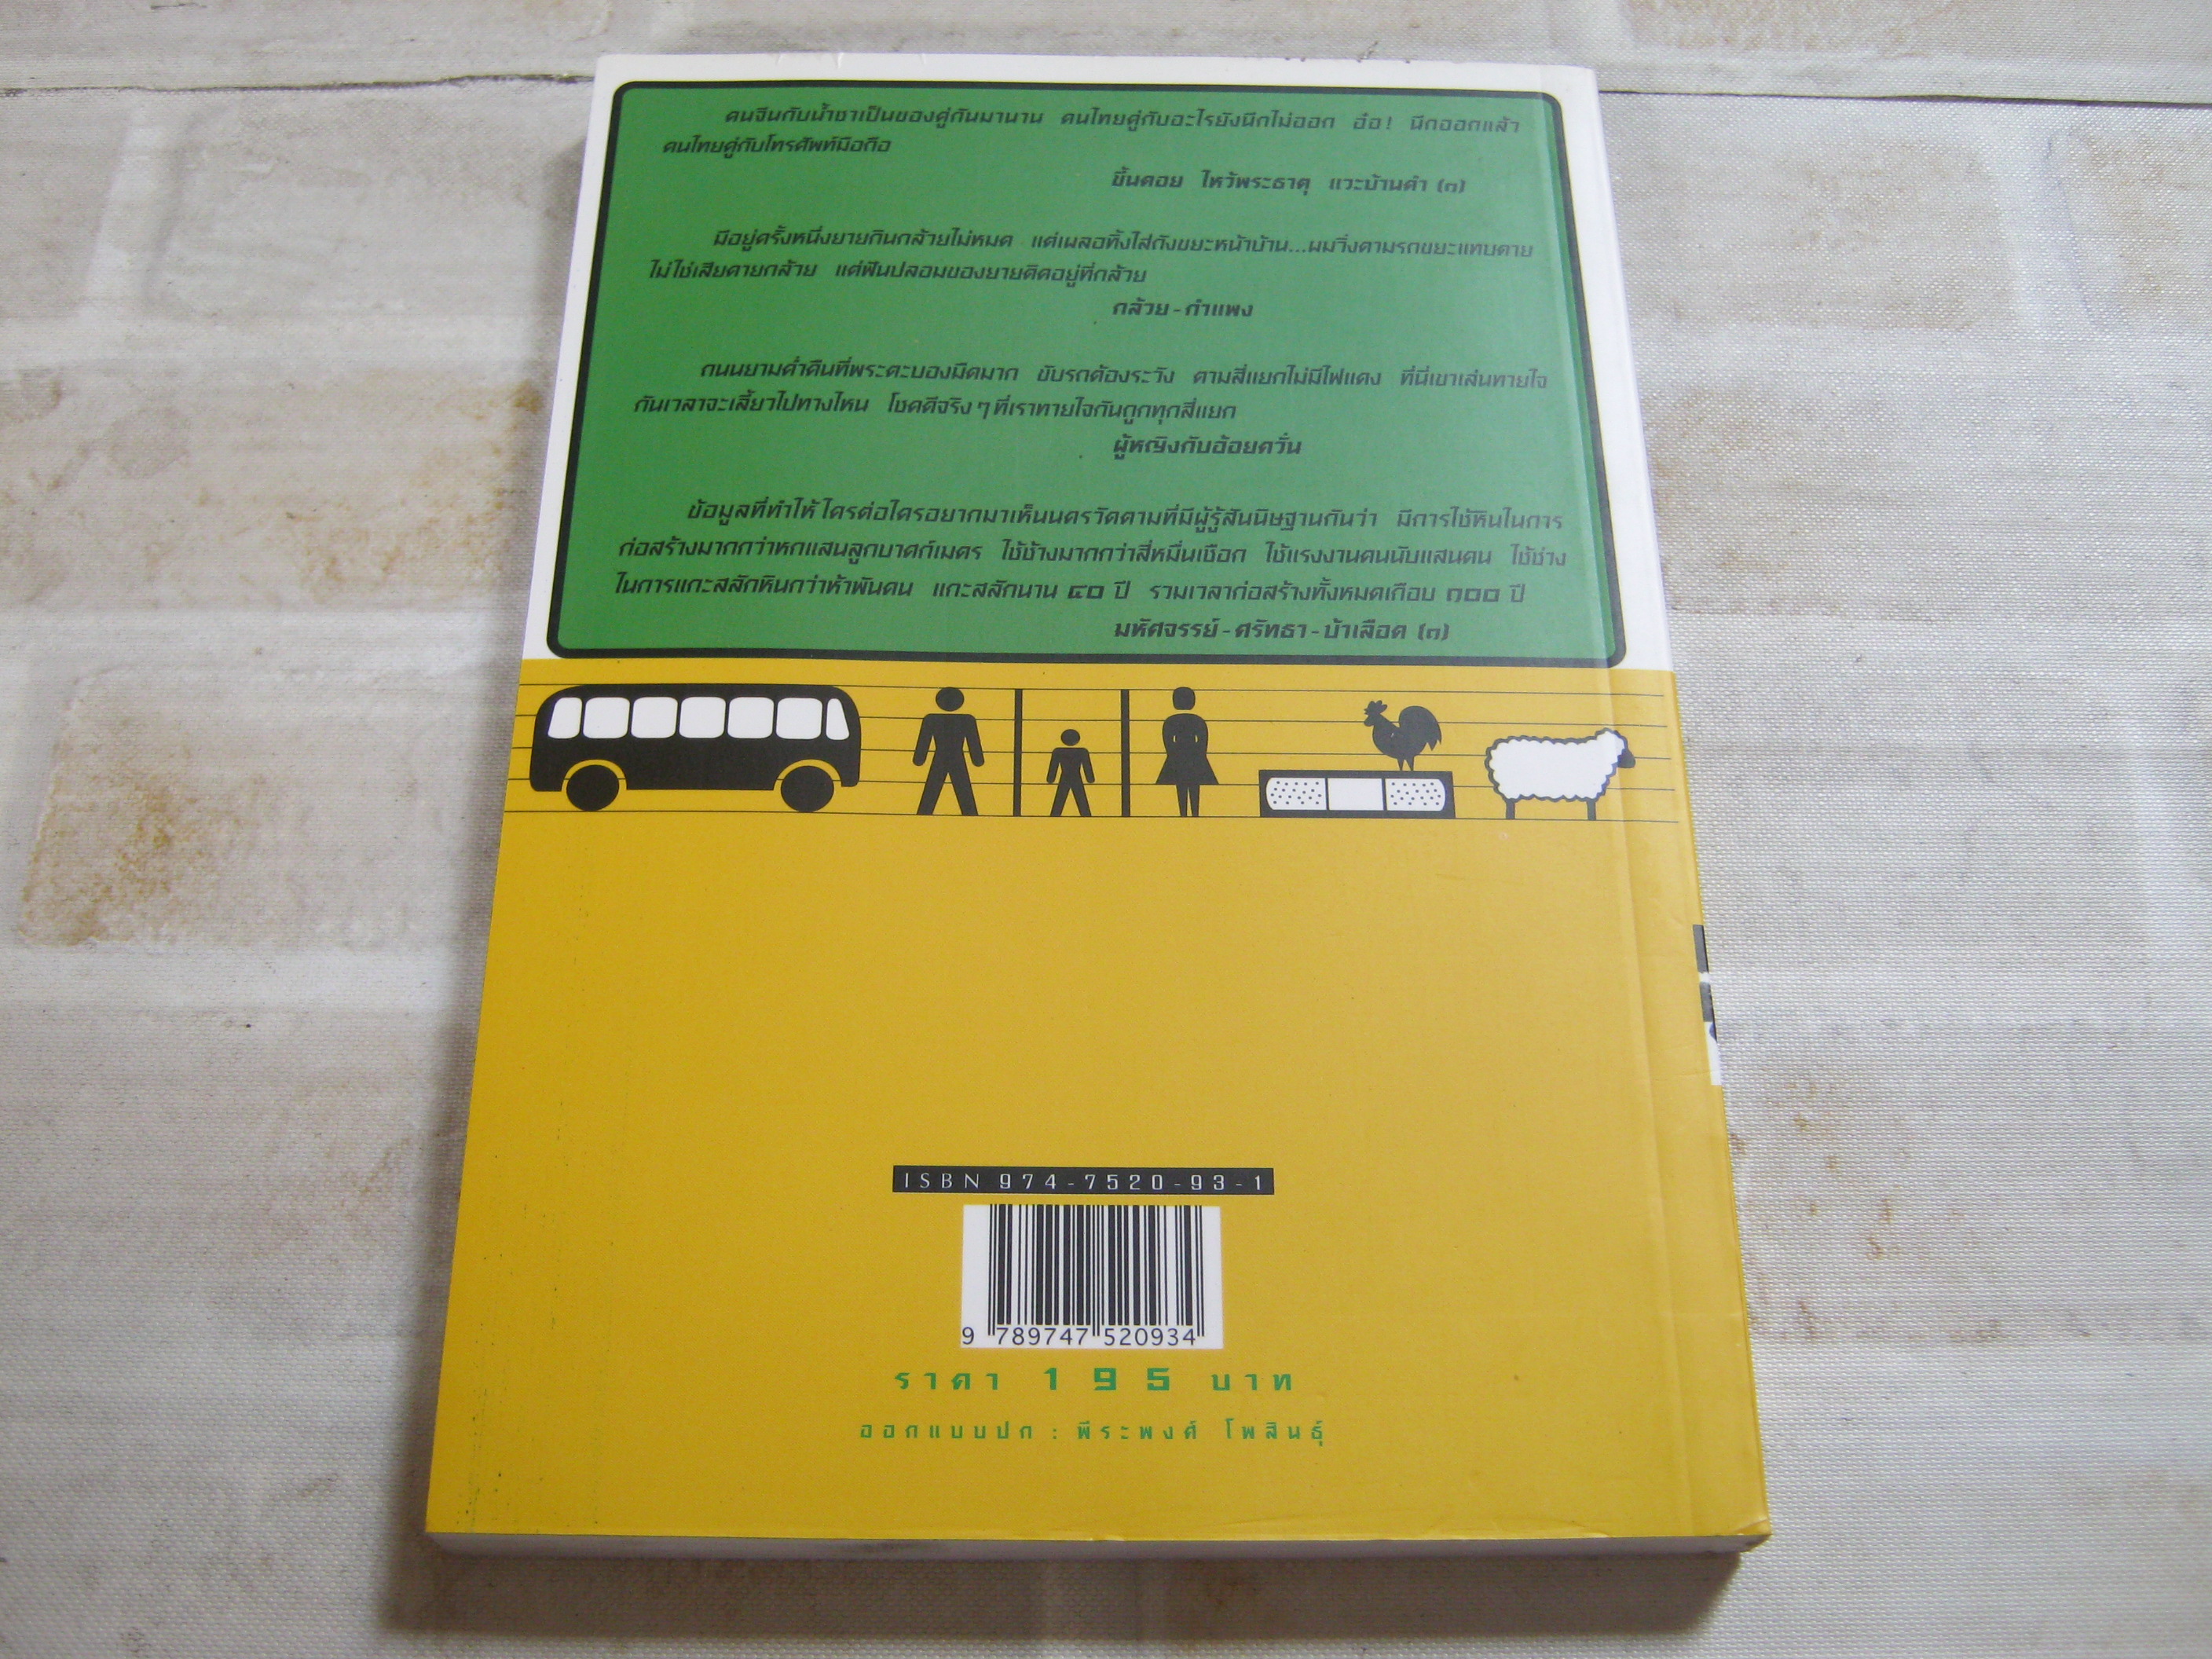 คนจีนกับน้ำชาเป็นของคู่กันมานาน คนไทยคู่กับอะไรยังนึกไม่ออก อ๋อ! นึกออกแล้ว
คนไทยคู่กับโทรศัพท์มือถือ
ขึ้นดอย ไหว้พระธาตุ แวะบ้านดำ (๓)
มีอยู่ครั้งหนึ่งยายกินกล้วยไม่หมด แต่เผลอทิ้งใส่ถังขยะหน้าบ้าน...ผมวิ่งตามรถขยะแทบตาย
ไม่ใช่เสียดายกล้วย แต่ฟันปลอมของยายติดอยู่ที่กล้วย
กล้วย - กำแพง
ถนนยามค่ำคืนที่พระตะบองมืดมาก ขับรถต้องระวัง ตามสี่แยกไม่มีไฟแดง ที่นี่เขาเล่นทายใจ
กันเวลาจะเลี้ยวไปทางไหน โชคดีจริง ๆ ที่เราทายใจกันถูกทุกสี่แยก
ผู้หญิงกับอ้อยควั่น
ข้อมูลที่ทำให้ใครต่อใครอยากมาเห็นนครวัดตามที่มีผู้รู้สันนิษฐานกันว่า มีการใช้หินในการ
ก่อสร้างมากกว่าหกแสนลูกบาศก์เมตร ใช้ช้างมากกว่าสี่หมื่นเชือก ใช้แรงงานคนนับแสนคน ใช้ช่าง
ในการแกะสลักหินกว่าห้าพันคน แกะสลักนาน ๔๐ ปี รวมเวลาก่อสร้างทั้งหมดเกือบ ๑๐๐ ปี
มหัศจรรย์ - ศรัทธา - บ้าเลือด (๓)
ISBN 974-7520-93-1
9 789747 520934
ราคา 195 บาท
ออกแบบปก : พีระพงศ์ โพสินธุ์